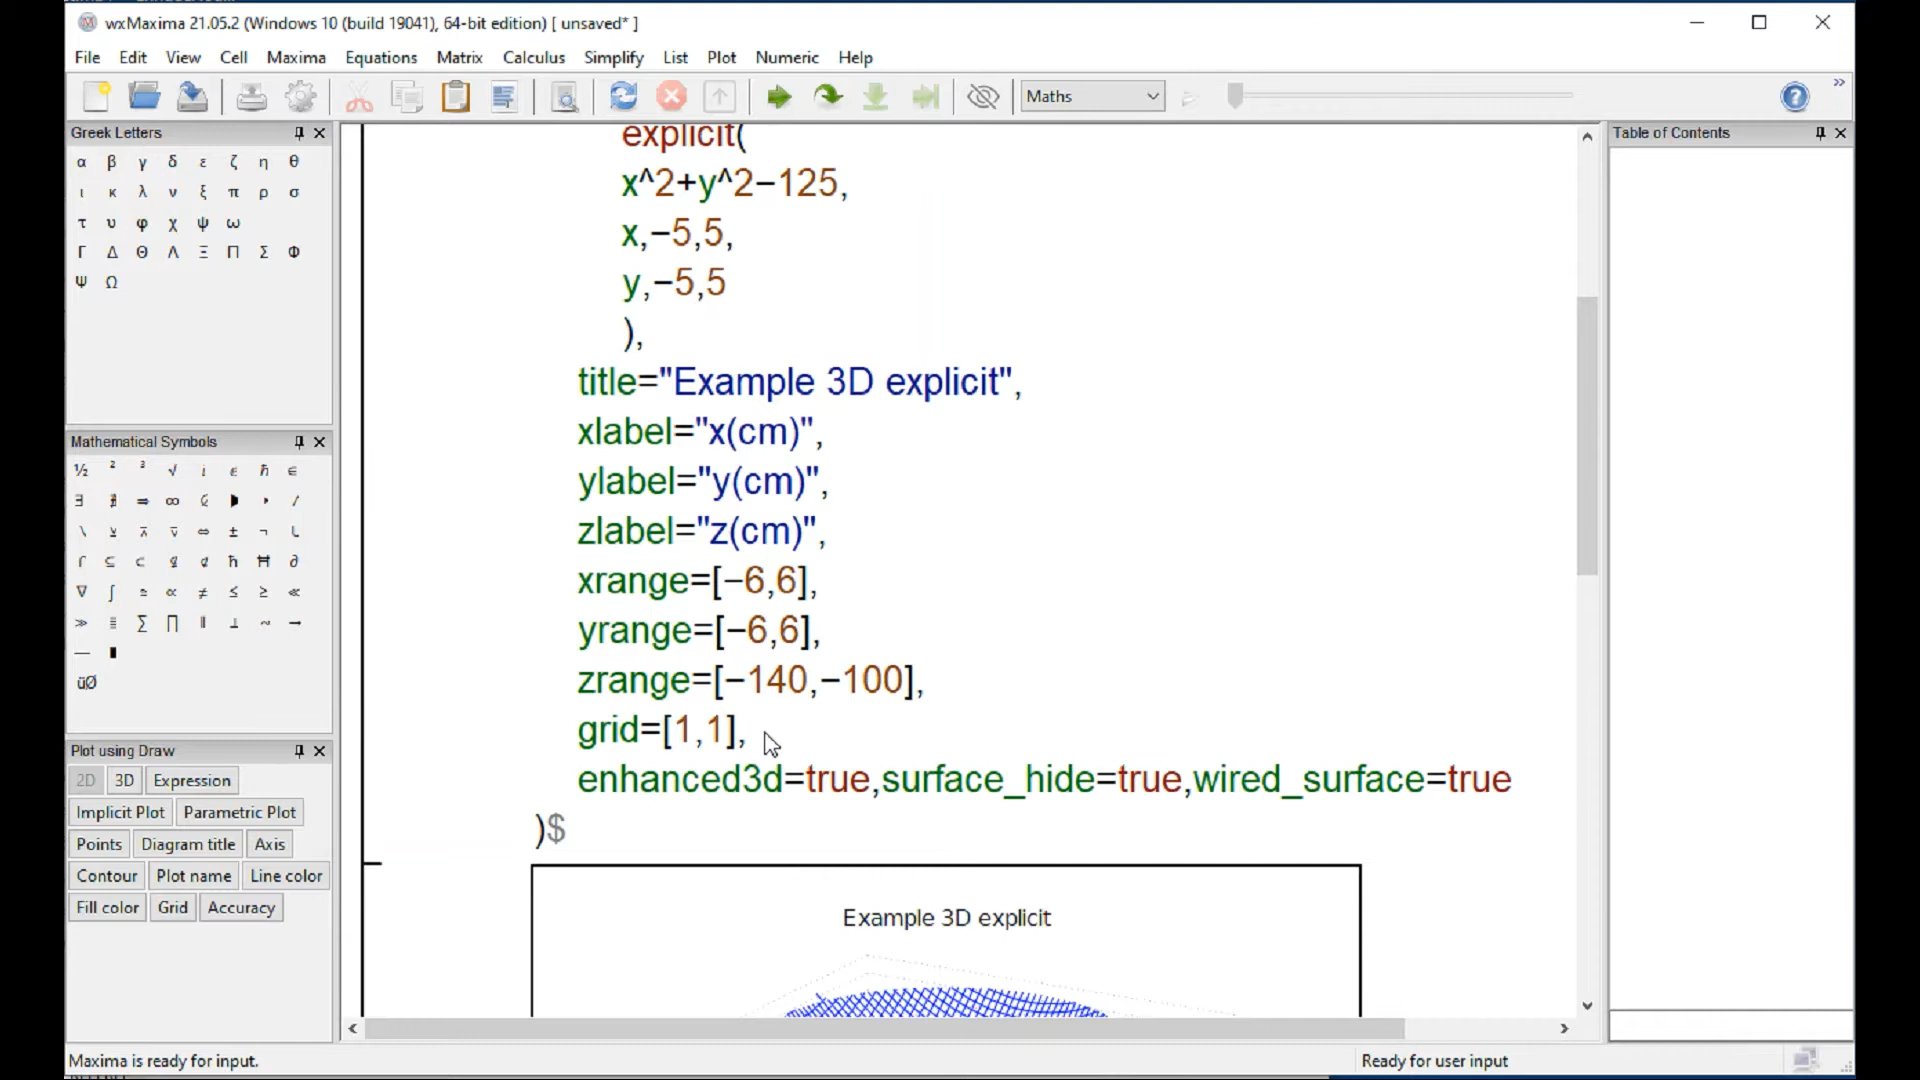 wxMaxima 21.05.2 (Windows 10 (build 19041), 64-bit edition) [ unsaved* ]
File Edit View Cell Maxima Equations Matrix Calculus Simplify List Plot Numeric Help
Maths
Greek Letters
α β γ δ ε ζ η θ
ι κ λ ν ξ π ρ σ
τ υ φ χ ψ ω
Γ Δ Θ Λ Ξ Π Σ Φ
Ψ Ω
Mathematical Symbols
½ ² ³ √ i ϵ ħ ∈
∃ ∄ ⇒ ∞
⇔ ± ¬
⊆ ⊂ ħ ∂
∇ ∫ ∝ ≠ ≤ ≥ ≪
≫ ∑ ∏ ∥ ⟂ →
üØ
Plot using Draw
2D 3D Expression
Implicit Plot Parametric Plot
Points Diagram title Axis
Contour Plot name Line color
Fill color Grid Accuracy
explicit(
x^2+y^2−125,
x,−5,5,
y,−5,5
),
title="Example 3D explicit",
xlabel="x(cm)",
ylabel="y(cm)",
zlabel="z(cm)",
xrange=[−6,6],
yrange=[−6,6],
zrange=[−140,−100],
grid=[1,1],
enhanced3d=true,surface_hide=true,wired_surface=true
)$
Example 3D explicit
Table of Contents
Maxima is ready for input.
Ready for user input